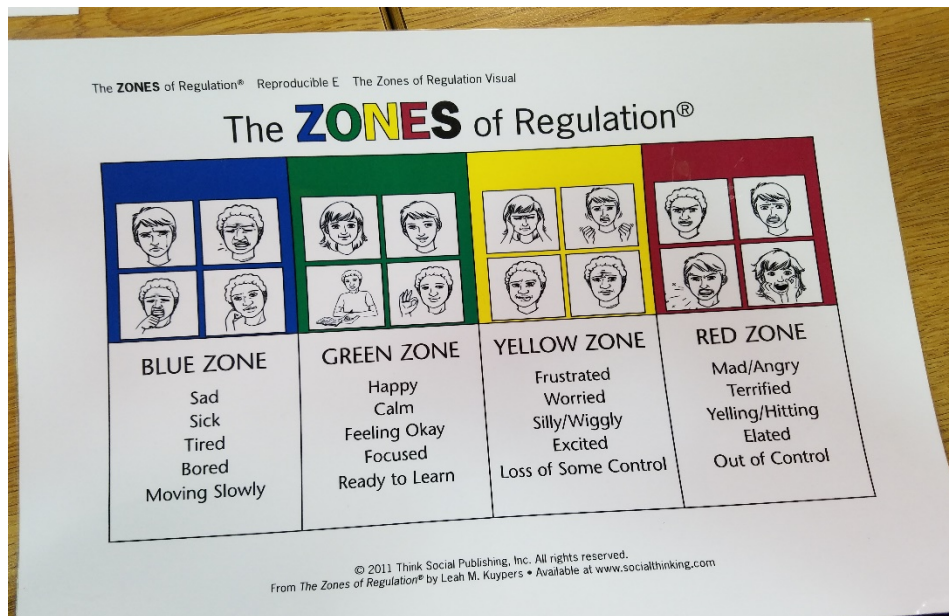 The ZONES of Regulation® Reproducible E The Zones of Regulation Visual
The ZONES of Regulation®
BLUE ZONE
Sad
Sick
Tired
Bored
Moving Slowly
GREEN ZONE
Happy
Calm
Feeling Okay
Focused
Ready to Learn
YELLOW ZONE
Frustrated
Worried
Silly/Wiggly
Excited
Loss of Some Control
RED ZONE
Mad/Angry
Terrified
Yelling/Hitting
Elated
Out of Control
© 2011 Think Social Publishing, Inc. All rights reserved.
From The Zones of Regulation® by Leah M. Kuypers • Available at www.socialthinking.com